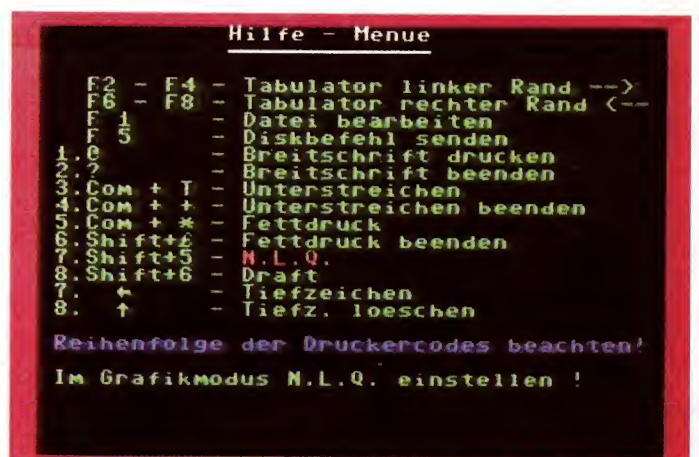 Hilfe - Menue
F2 - F4 - Tabulator linker Rand -->
F6 - F8 - Tabulator rechter Rand <--
F 1 - Datei bearbeiten
F 5 - Diskbefehl senden
1.@ - Breitschrift drucken
2.? - Breitschrift beenden
3.Com + T - Unterstreichen
4.Com + + - Unterstreichen beenden
5.Com + * - Fettdruck
6.Shift+£ - Fettdruck beenden
7.Shift+5 - N.L.Q.
8.Shift+6 - Draft
7. ← - Tiefzeichen
8. ↑ - Tiefz. loeschen
Reihenfolge der Druckercodes beachten!
Im Grafikmodus N.L.Q. einstellen !